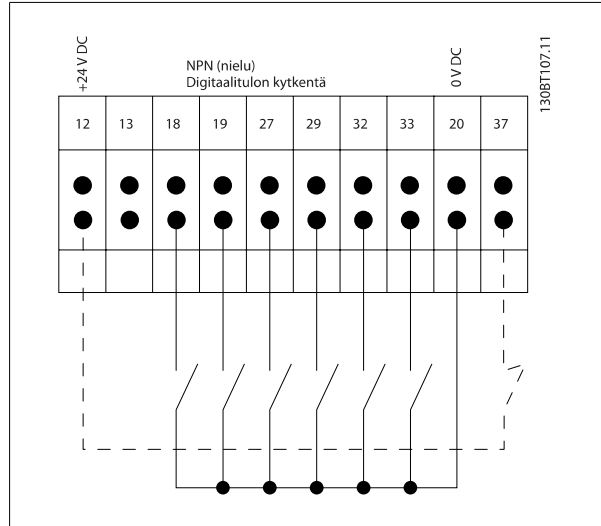 +24 V DC
NPN (nielu)
Digitaalitulon kytkentä
0 V DC
130BT107.11
12 13 18 19 27 29 32 33 20 37